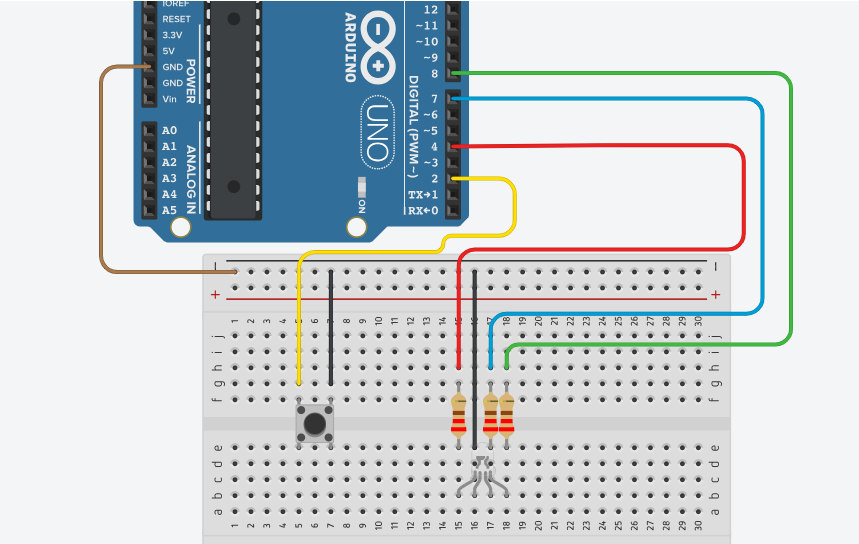 IOREF
RESET
3.3V
5V
GND
GND
Vin
POWER
A0
A1
A2
A3
A4
A5
ANALOG IN
ARDUINO
UNO
ON
DIGITAL (PWM~)
12
~11
~10
~9
8
7
~6
~5
4
~3
2
TX→1
RX←0
− −
+ +
1 2 3 4 5 6 7 8 9 10 11 12 13 14 15 16 17 18 19 20 21 22 23 24 25 26 27 28 29 30
j j
i i
h h
g g
f f
e e
d d
c c
b b
a a
1 2 3 4 5 6 7 8 9 10 11 12 13 14 15 16 17 18 19 20 21 22 23 24 25 26 27 28 29 30